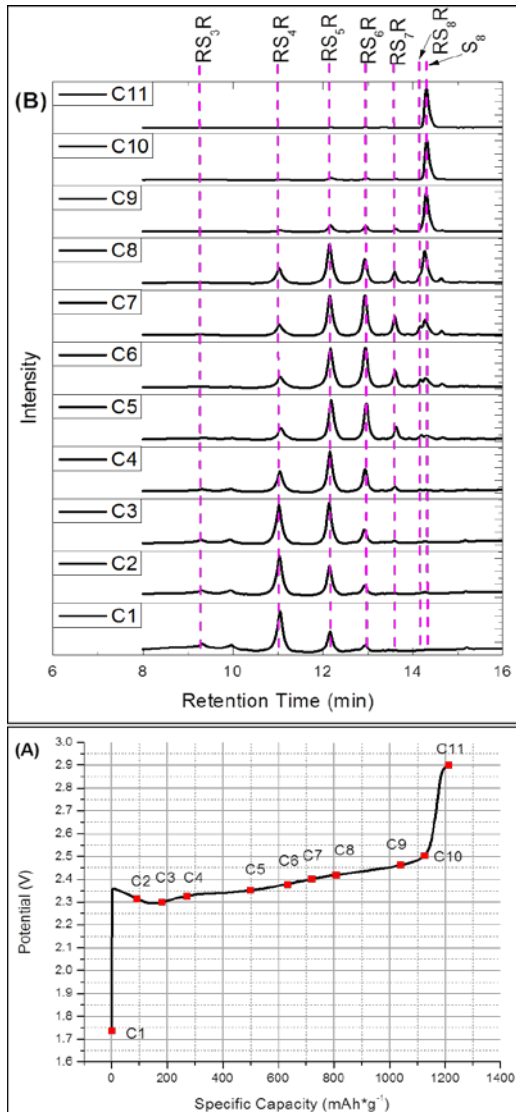 RS3R
RS4R
RS5R
RS6R
RS7R
RS8R
S8
(B)
C11
C10
C9
C8
C7
C6
C5
C4
C3
C2
C1
Intensity
6 8 10 12 14 16
Retention Time (min)
(A)
3.0
2.9
2.8
2.7
2.6
2.5
2.4
2.3
2.2
2.1
2.0
1.9
1.8
1.7
1.6
Potential (V)
C1
C2
C3
C4
C5
C6
C7
C8
C9
C10
C11
0 200 400 600 800 1000 1200 1400
Specific Capacity (mAh*g-1)